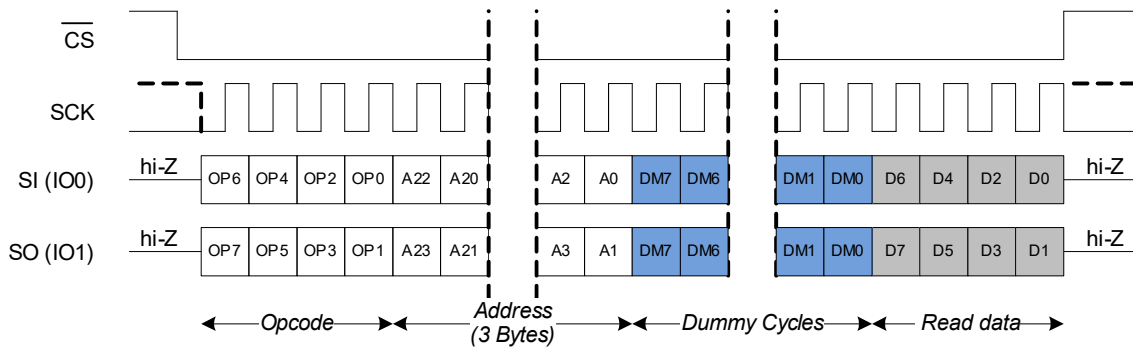 CS
SCK
SI (IO0) hi-Z OP6 OP4 OP2 OP0 A22 A20 A2 A0 DM7 DM6 DM1 DM0 D6 D4 D2 D0 hi-Z
SO (IO1) hi-Z OP7 OP5 OP3 OP1 A23 A21 A3 A1 DM7 DM6 DM1 DM0 D7 D5 D3 D1 hi-Z
Opcode Address Dummy Cycles Read data
(3 Bytes)